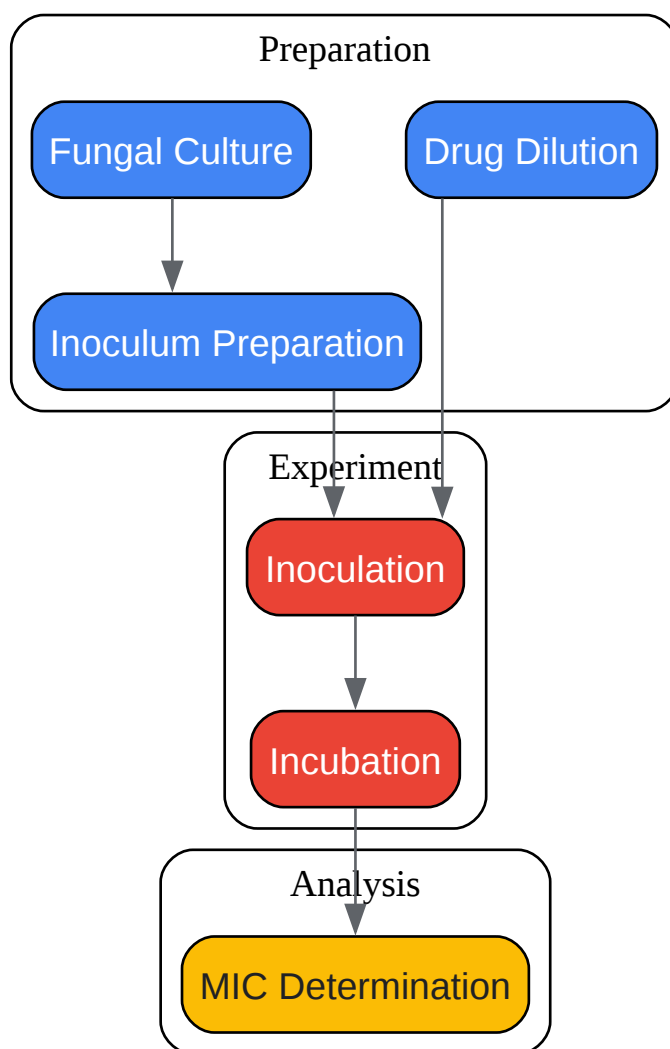 Preparation
Fungal Culture
Drug Dilution
Inoculum Preparation
Experiment
Inoculation
Incubation
Analysis
MIC Determination